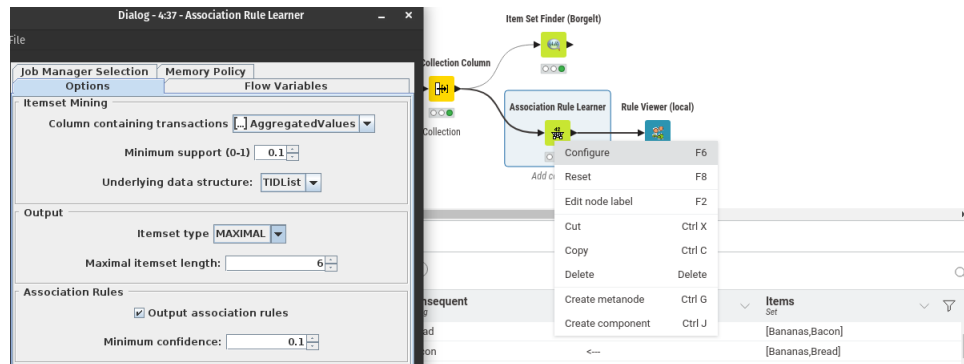 Dialog - 4:37 - Association Rule Learner
File
Job Manager Selection Memory Policy
Options Flow Variables
Itemset Mining
Column containing transactions [...] AggregatedValues
Minimum support (0-1) 0.1
Underlying data structure: TIDList
Output
Itemset type MAXIMAL
Maximal itemset length: 6
Association Rules
Output association rules
Minimum confidence: 0.1
Item Set Finder (Borgelt)
Collection Column
Collection
Association Rule Learner
Rule Viewer (local)
Add
Configure F6
Reset F8
Edit node label F2
Cut Ctrl X
Copy Ctrl C
Delete Delete
Create metanode Ctrl G
Create component Ctrl J
nsequent Items
Set
ad [Bananas,Bacon]
con <--- [Bananas,Bread]